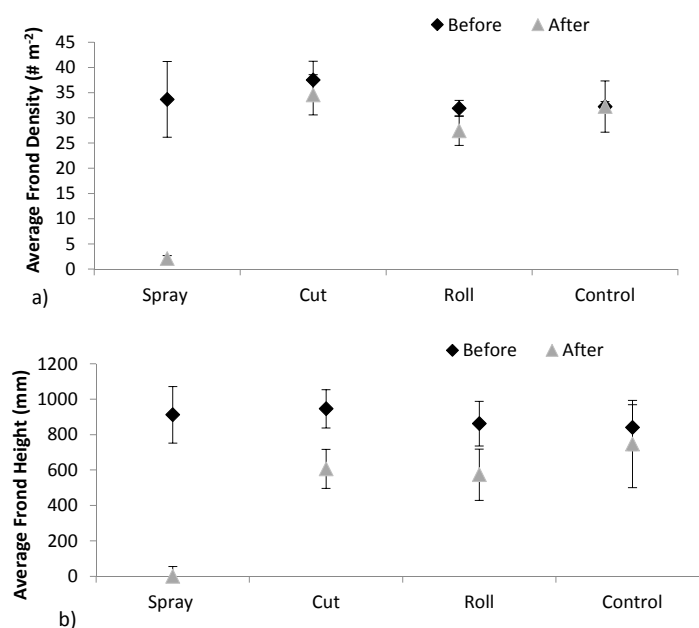 Before After
Average Frond Density (# m-2)
45
40
35
30
25
20
15
10
5
0
Spray Cut Roll Control
a)
Before After
Average Frond Height (mm)
1200
1000
800
600
400
200
0
Spray Cut Roll Control
b)